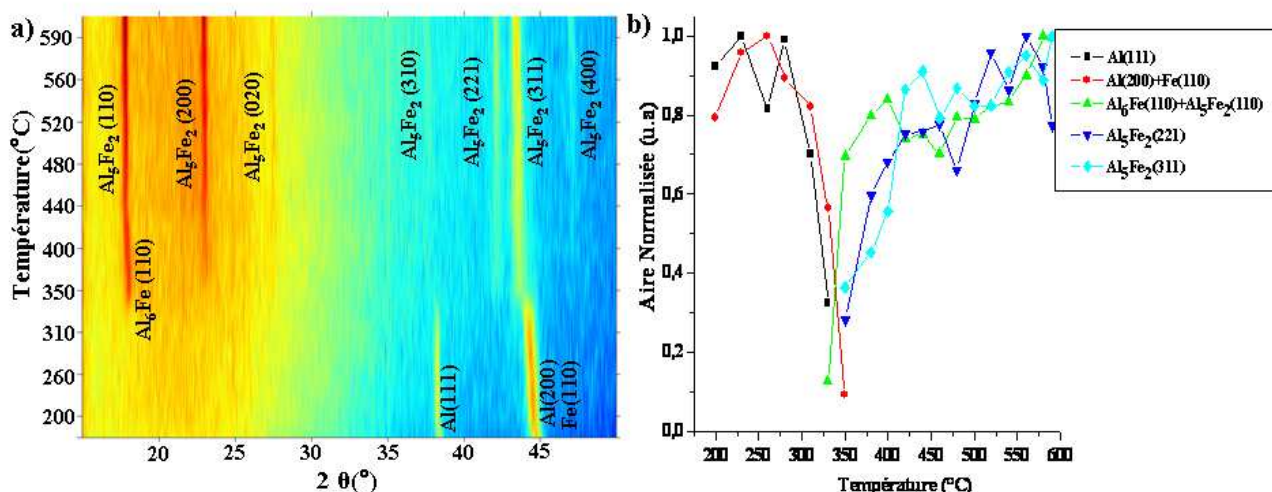 a)
Température(°C)
590
560
520
480
440
400
350
310
260
200
Al5Fe2 (110)
Al6Fe (110)
Al5Fe2 (200)
Al5Fe2 (020)
Al5Fe2 (310)
Al5Fe2 (221)
Al5Fe2 (311)
Al5Fe2 (400)
Al(111)
Al(200)
Fe(110)
20 25 30 35 40 45
2 θ(°)
b)
Aire Normalisée (u.a)
1,0
0,8
0,6
0,4
0,2
0,0
200 250 300 350 400 450 500 550 600
Température (°C)
Al(111)
Al(200)+Fe(110)
Al6Fe(110)+Al5Fe2(110)
Al5Fe2(221)
Al5Fe2(311)